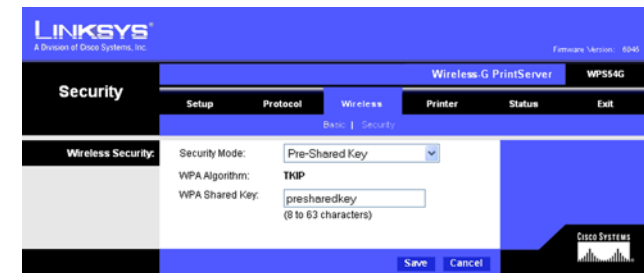 LINKSYS®
A Division of Cisco Systems, Inc.
Firmware Version: 6045
Wireless-G PrintServer WPS54G
Security
Setup Protocol Wireless Printer Status Exit
Basic | Security
Wireless Security:
Security Mode: Pre-Shared Key
WPA Algorithm: TKIP
WPA Shared Key: presharedkey
(8 to 63 characters)
Save Cancel
CISCO SYSTEMS